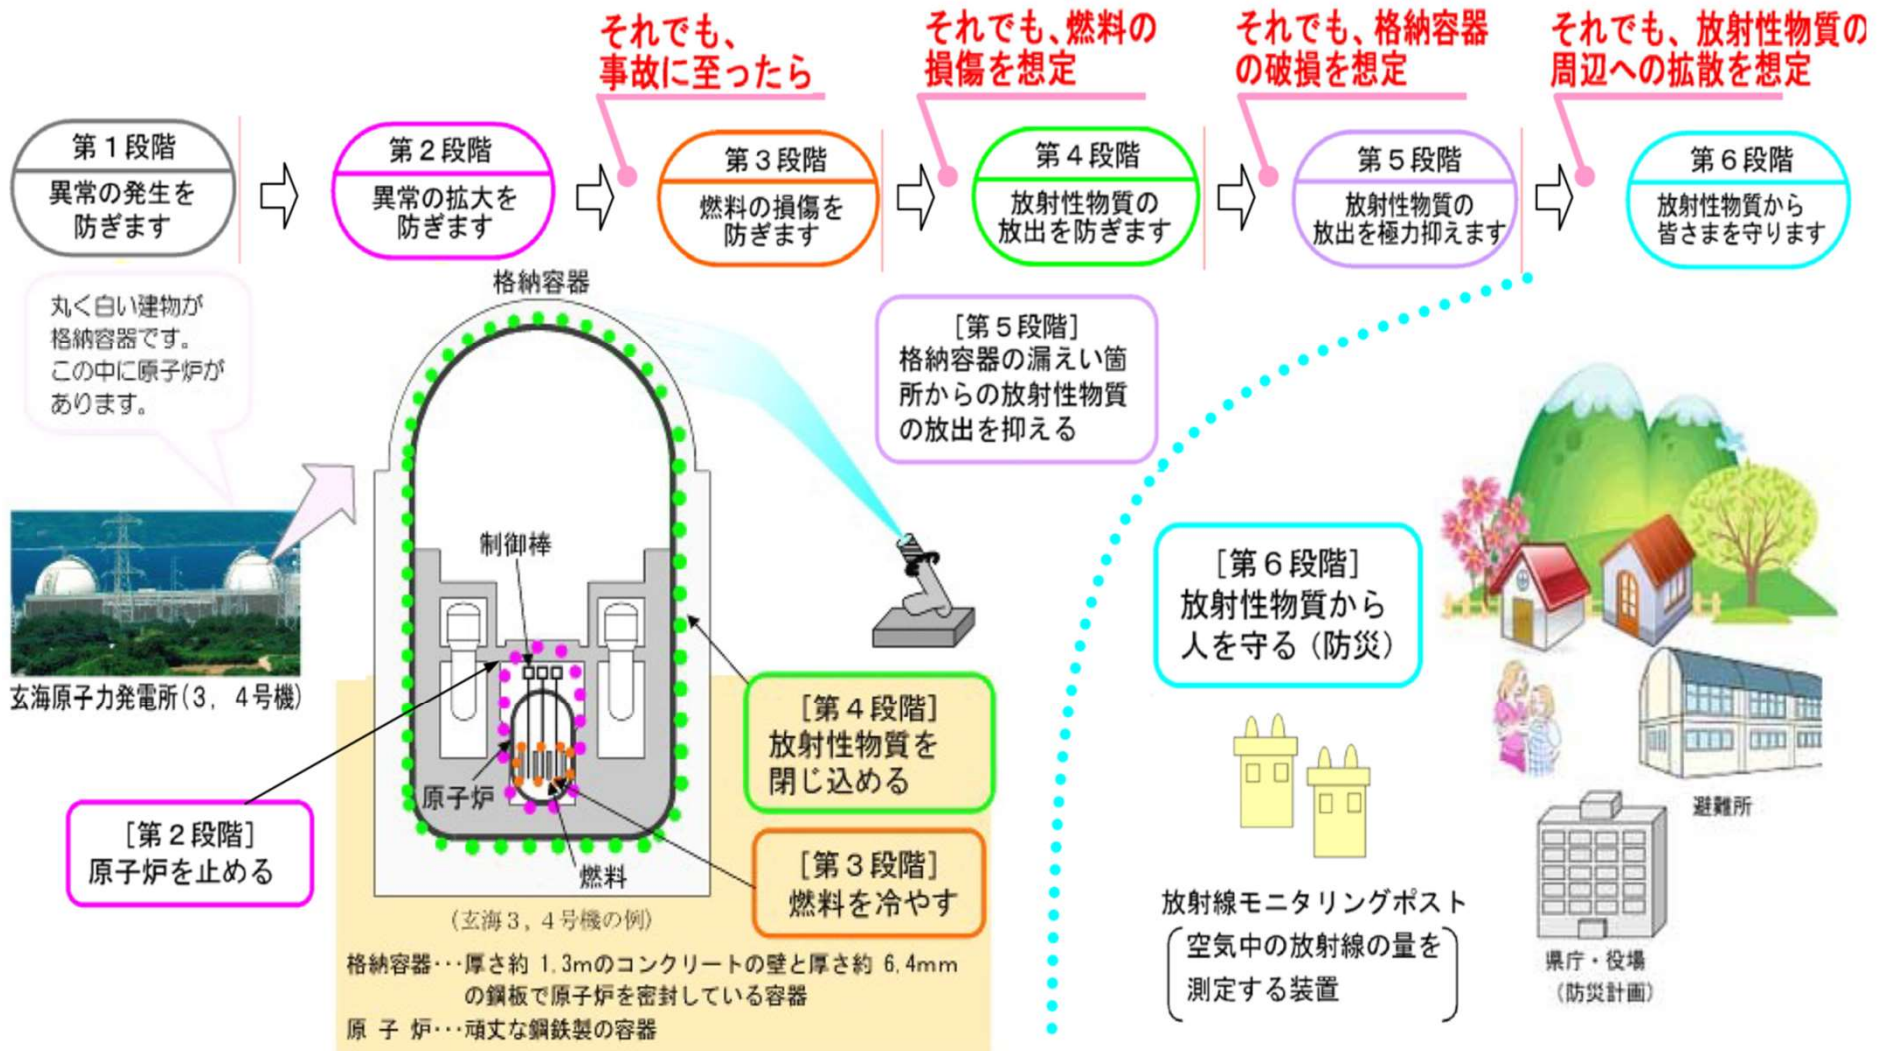 それでも、
事故に至ったら
それでも、燃料の
損傷を想定
それでも、格納容器
の破損を想定
それでも、放射性物質の
周辺への拡散を想定
第1段階
異常の発生を
防ぎます
第2段階
異常の拡大を
防ぎます
第3段階
燃料の損傷を
防ぎます
第4段階
放射性物質の
放出を防ぎます
第5段階
放射性物質の
放出を極力抑えます
第6段階
放射性物質から
皆さまを守ります
丸く白い建物が
格納容器です。
この中に原子炉が
あります。
玄海原子力発電所(3, 4号機)
格納容器
制御棒
原子炉
燃料
(玄海3, 4号機の例)
[第2段階]
原子炉を止める
[第5段階]
格納容器の漏えい箇
所からの放射性物質
の放出を抑える
[第4段階]
放射性物質を
閉じ込める
[第3段階]
燃料を冷やす
格納容器・・・厚さ約 1.3mのコンクリートの壁と厚さ約 6.4mm
の鋼板で原子炉を密封している容器
原 子 炉・・・頑丈な鋼鉄製の容器
[第6段階]
放射性物質から
人を守る(防災)
放射線モニタリングポスト
空気中の放射線の量を
測定する装置
避難所
県庁・役場
(防災計画)